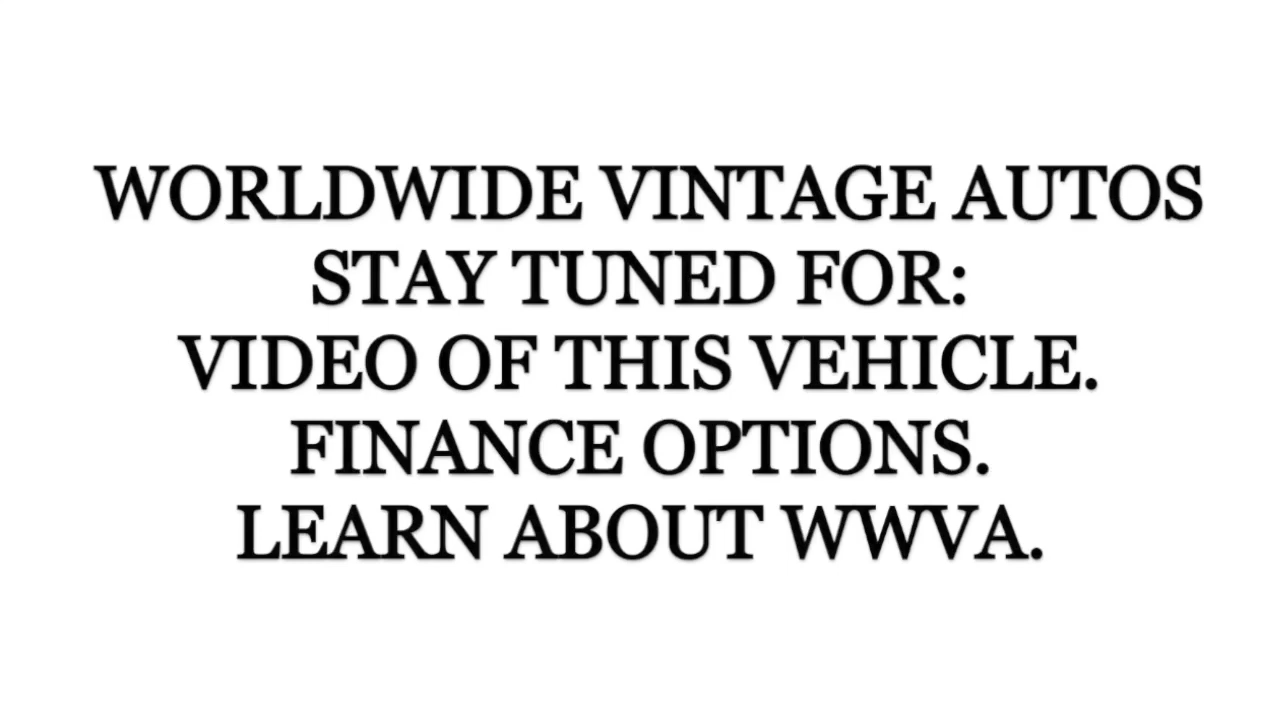 WORLDWIDE VINTAGE AUTOS
STAY TUNED FOR:
VIDEO OF THIS VEHICLE.
FINANCE OPTIONS.
LEARN ABOUT WWVA.